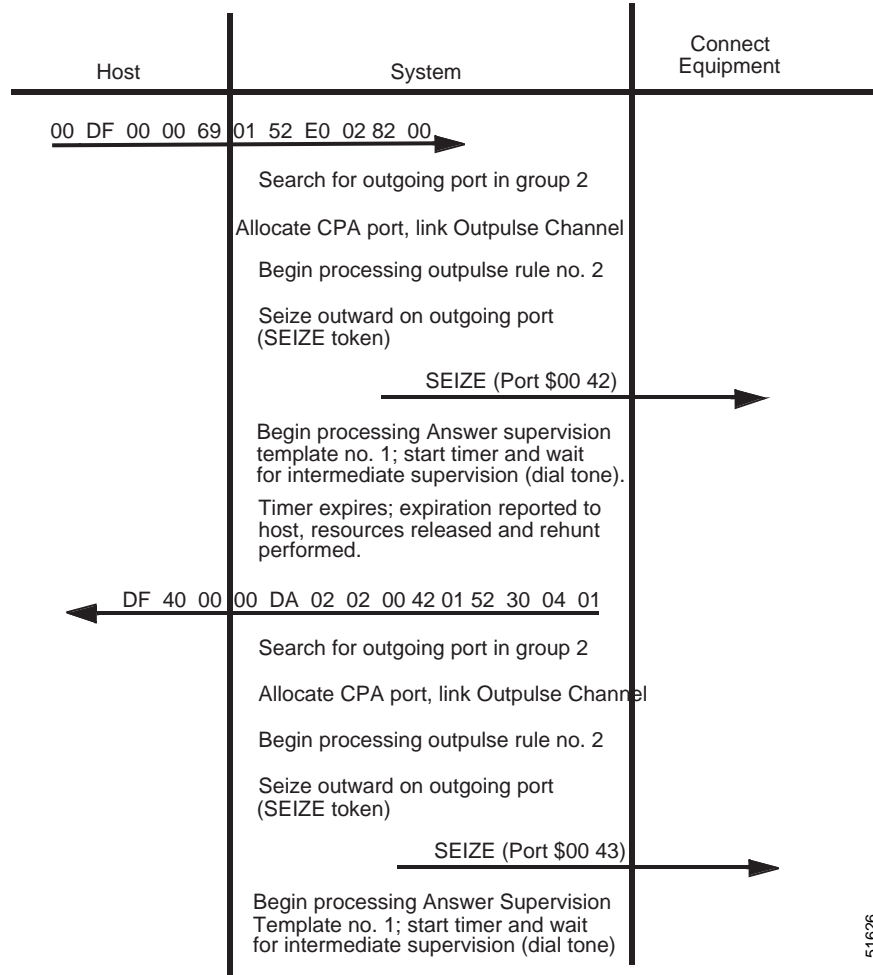 Host
System
Connect
Equipment
00 DF 00 00 69 01 52 E0 02 82 00
Search for outgoing port in group 2
Allocate CPA port, link Outpulse Channel
Begin processing outpulse rule no. 2
Seize outward on outgoing port
(SEIZE token)
SEIZE (Port $00 42)
Begin processing Answer supervision
template no. 1; start timer and wait
for intermediate supervision (dial tone).
Timer expires; expiration reported to
host, resources released and rehunt
performed.
DF 40 00 00 DA 02 02 00 42 01 52 30 04 01
Search for outgoing port in group 2
Allocate CPA port, link Outpulse Channel
Begin processing outpulse rule no. 2
Seize outward on outgoing port
(SEIZE token)
SEIZE (Port $00 43)
Begin processing Answer Supervision
Template no. 1; start timer and wait
for intermediate supervision (dial tone)
51626